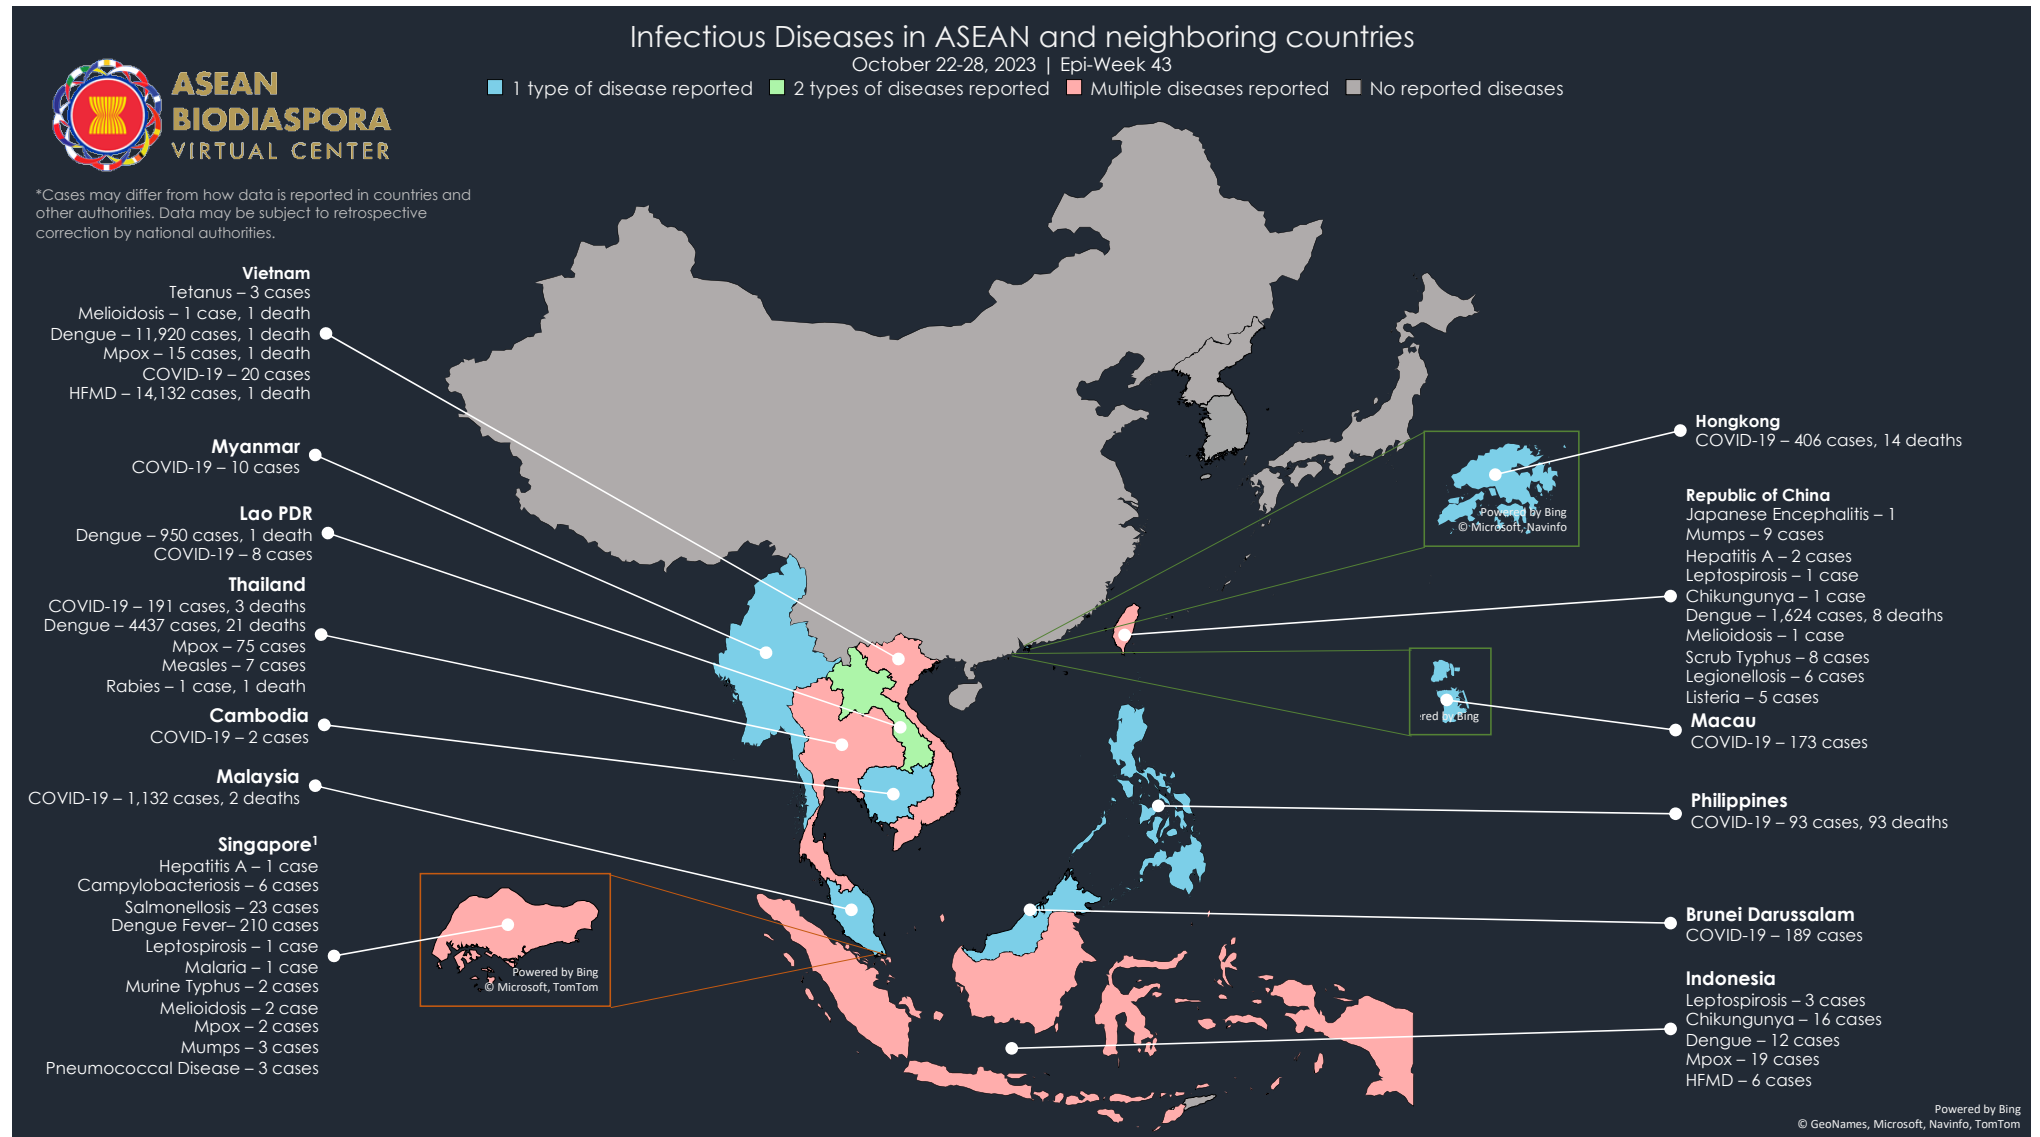 Infectious Diseases in ASEAN and neighboring countries
October 22-28, 2023 | Epi-Week 43
1 type of disease reported
2 types of diseases reported
Multiple diseases reported
No reported diseases
ASEAN
BIODIASPORA
VIRTUAL CENTER
*Cases may differ from how data is reported in countries and
other authorities. Data may be subject to retrospective
correction by national authorities.
Vietnam
Tetanus – 3 cases
Melioidosis – 1 case, 1 death
Dengue – 11,920 cases, 1 death
Mpox – 15 cases, 1 death
COVID-19 – 20 cases
HFMD – 14,132 cases, 1 death
Myanmar
COVID-19 – 10 cases
Lao PDR
Dengue – 950 cases, 1 death
COVID-19 – 8 cases
Thailand
COVID-19 – 191 cases, 3 deaths
Dengue – 4437 cases, 21 deaths
Mpox – 75 cases
Measles – 7 cases
Rabies – 1 case, 1 death
Cambodia
COVID-19 – 2 cases
Malaysia
COVID-19 – 1,132 cases, 2 deaths
Singapore¹
Hepatitis A – 1 case
Campylobacteriosis – 6 cases
Salmonellosis – 23 cases
Dengue Fever– 210 cases
Leptospirosis – 1 case
Malaria – 1 case
Murine Typhus – 2 cases
Melioidosis – 2 case
Mpox – 2 cases
Mumps – 3 cases
Pneumococcal Disease – 3 cases
Powered by Bing
© Microsoft, TomTom
Powered by Bing
© Microsoft, Navinfo
red by Bing
Hongkong
COVID-19 – 406 cases, 14 deaths
Republic of China
Japanese Encephalitis – 1
Mumps – 9 cases
Hepatitis A – 2 cases
Leptospirosis – 1 case
Chikungunya – 1 case
Dengue – 1,624 cases, 8 deaths
Melioidosis – 1 case
Scrub Typhus – 8 cases
Legionellosis – 6 cases
Listeria – 5 cases
Macau
COVID-19 – 173 cases
Philippines
COVID-19 – 93 cases, 93 deaths
Brunei Darussalam
COVID-19 – 189 cases
Indonesia
Leptospirosis – 3 cases
Chikungunya – 16 cases
Dengue – 12 cases
Mpox – 19 cases
HFMD – 6 cases
Powered by Bing
© GeoNames, Microsoft, Navinfo, TomTom